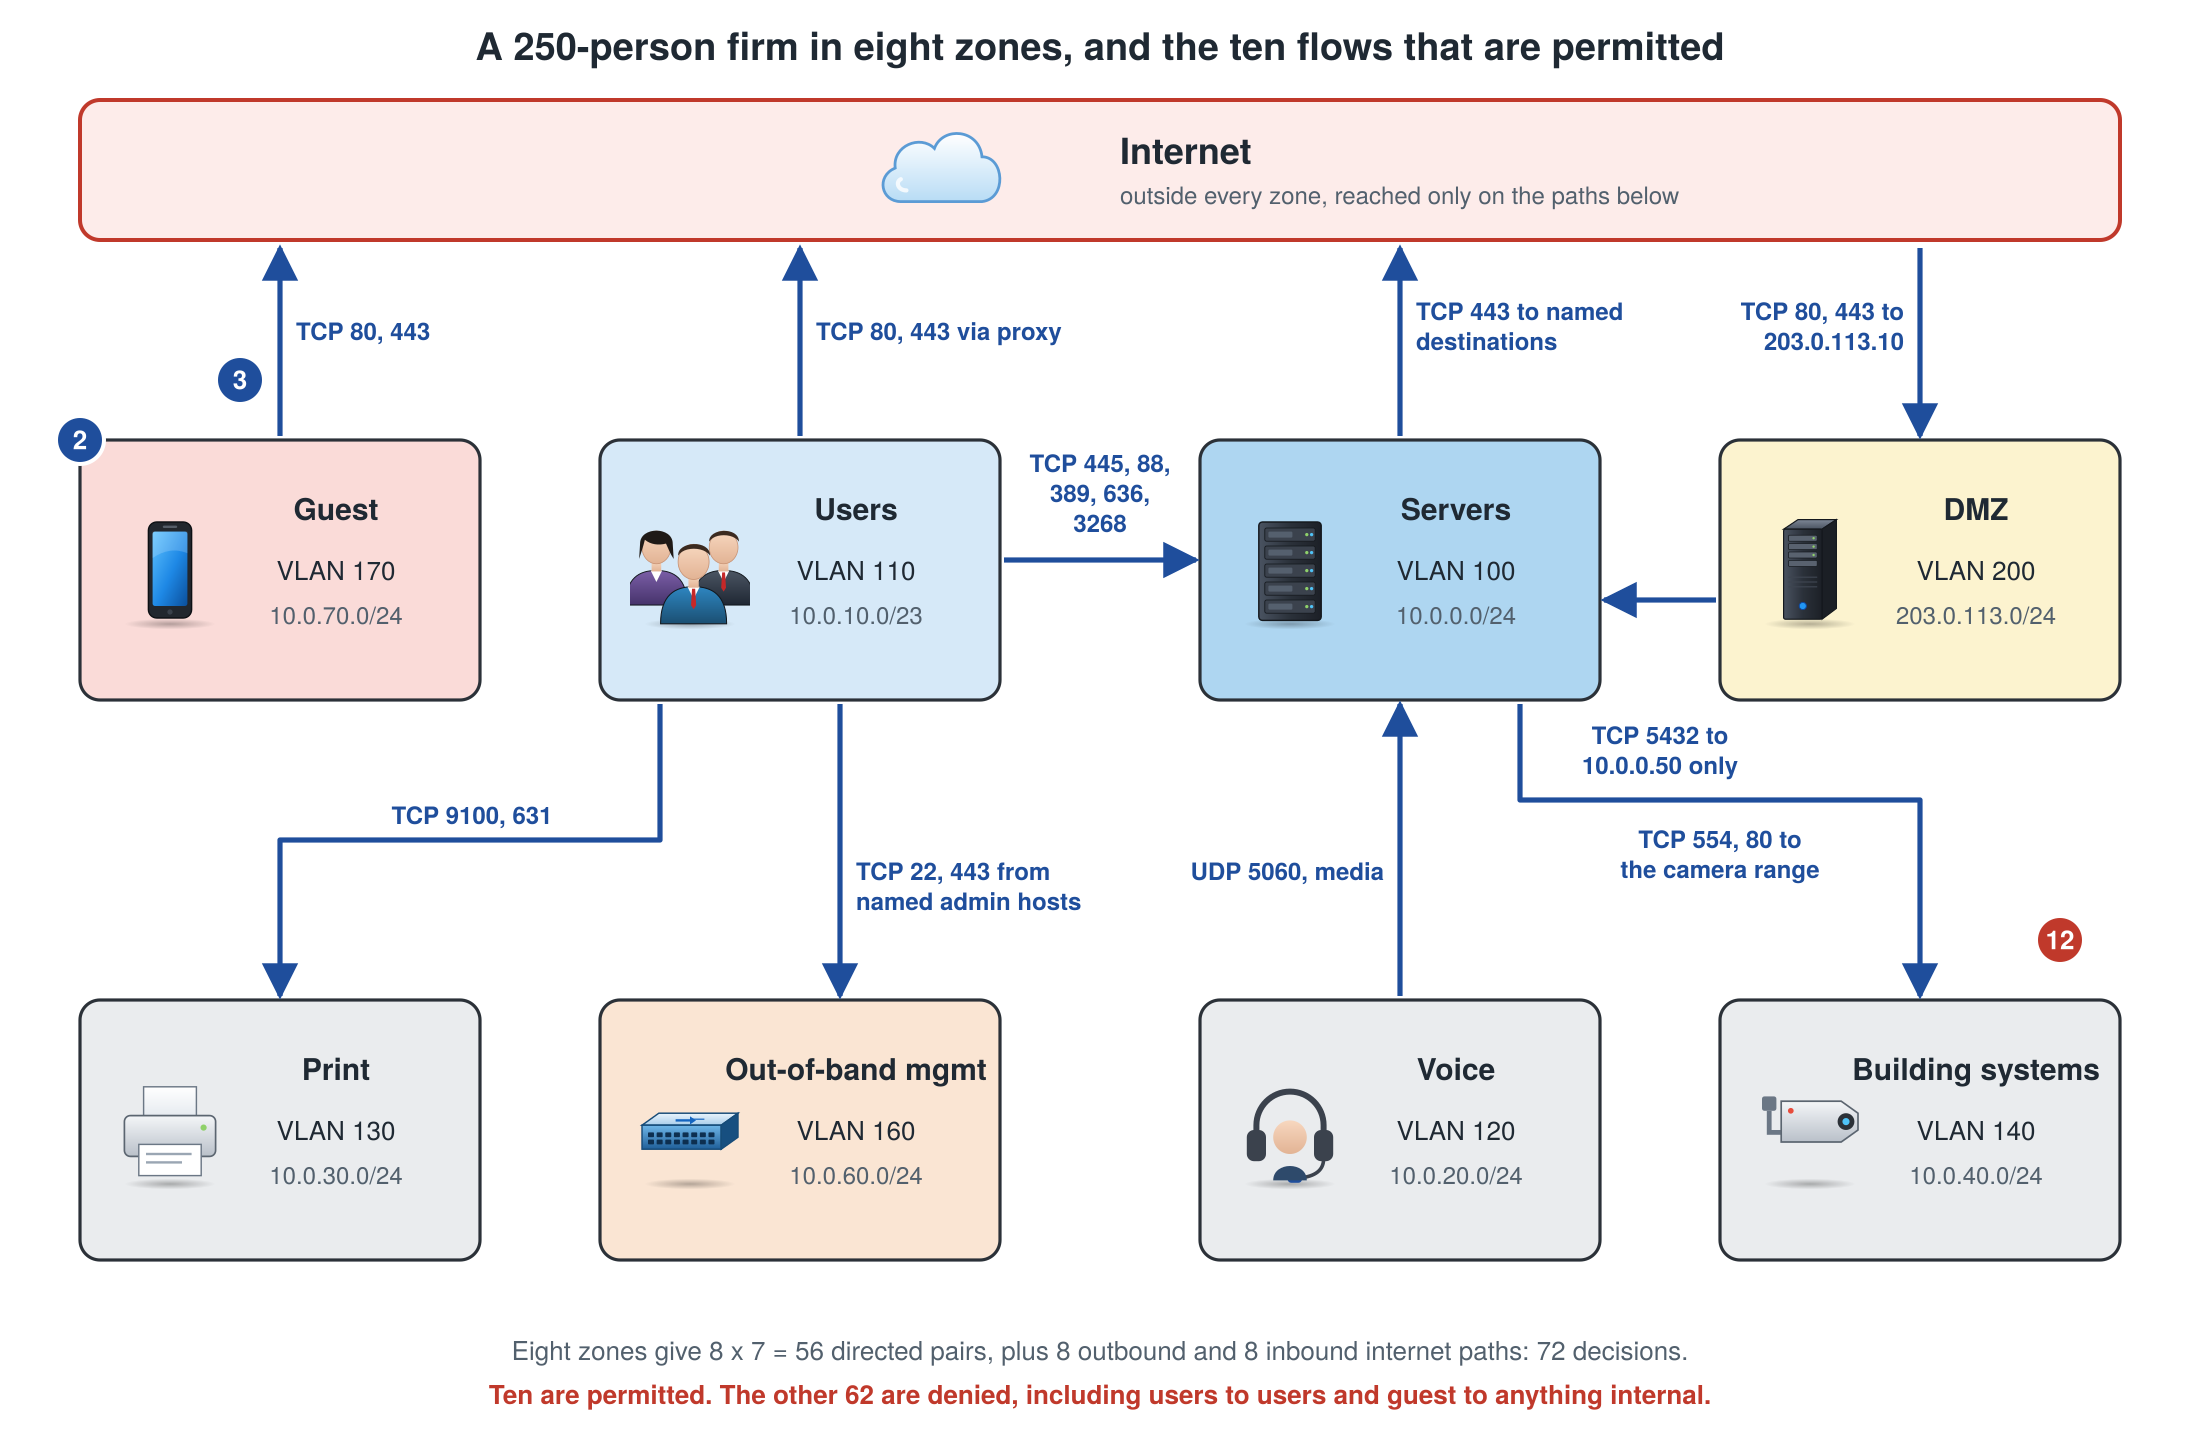 A 250-person firm in eight zones, and the ten flows that are permitted
Internet
outside every zone, reached only on the paths below
TCP 80, 443
TCP 80, 443 via proxy
TCP 443 to named
destinations
TCP 80, 443 to
203.0.113.10
3
2
Guest
VLAN 170
10.0.70.0/24
Users
VLAN 110
10.0.10.0/23
TCP 445, 88,
389, 636,
3268
Servers
VLAN 100
10.0.0.0/24
DMZ
VLAN 200
203.0.113.0/24
TCP 5432 to
10.0.0.50 only
TCP 9100, 631
TCP 22, 443 from
named admin hosts
UDP 5060, media
TCP 554, 80 to
the camera range
12
Print
VLAN 130
10.0.30.0/24
Out-of-band mgmt
VLAN 160
10.0.60.0/24
Voice
VLAN 120
10.0.20.0/24
Building systems
VLAN 140
10.0.40.0/24
Eight zones give 8 x 7 = 56 directed pairs, plus 8 outbound and 8 inbound internet paths: 72 decisions.
Ten are permitted. The other 62 are denied, including users to users and guest to anything internal.